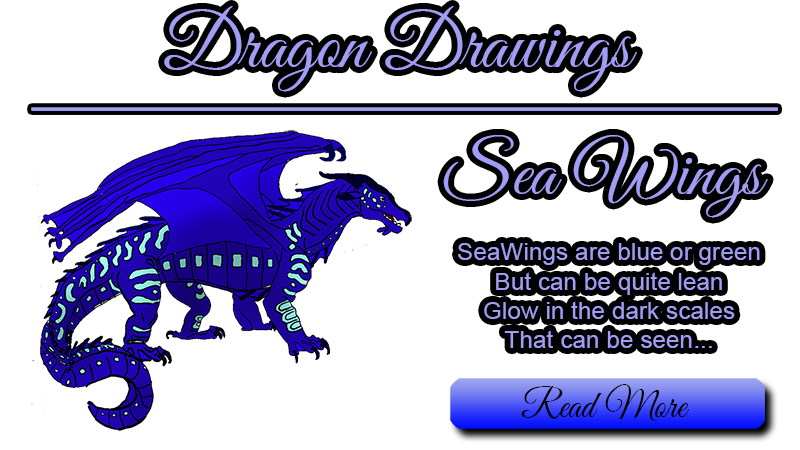 Dragon Drawings
Sea Wings
SeaWings are blue or green
But can be quite lean
Glow in the dark scales
That can be seen...
Read More